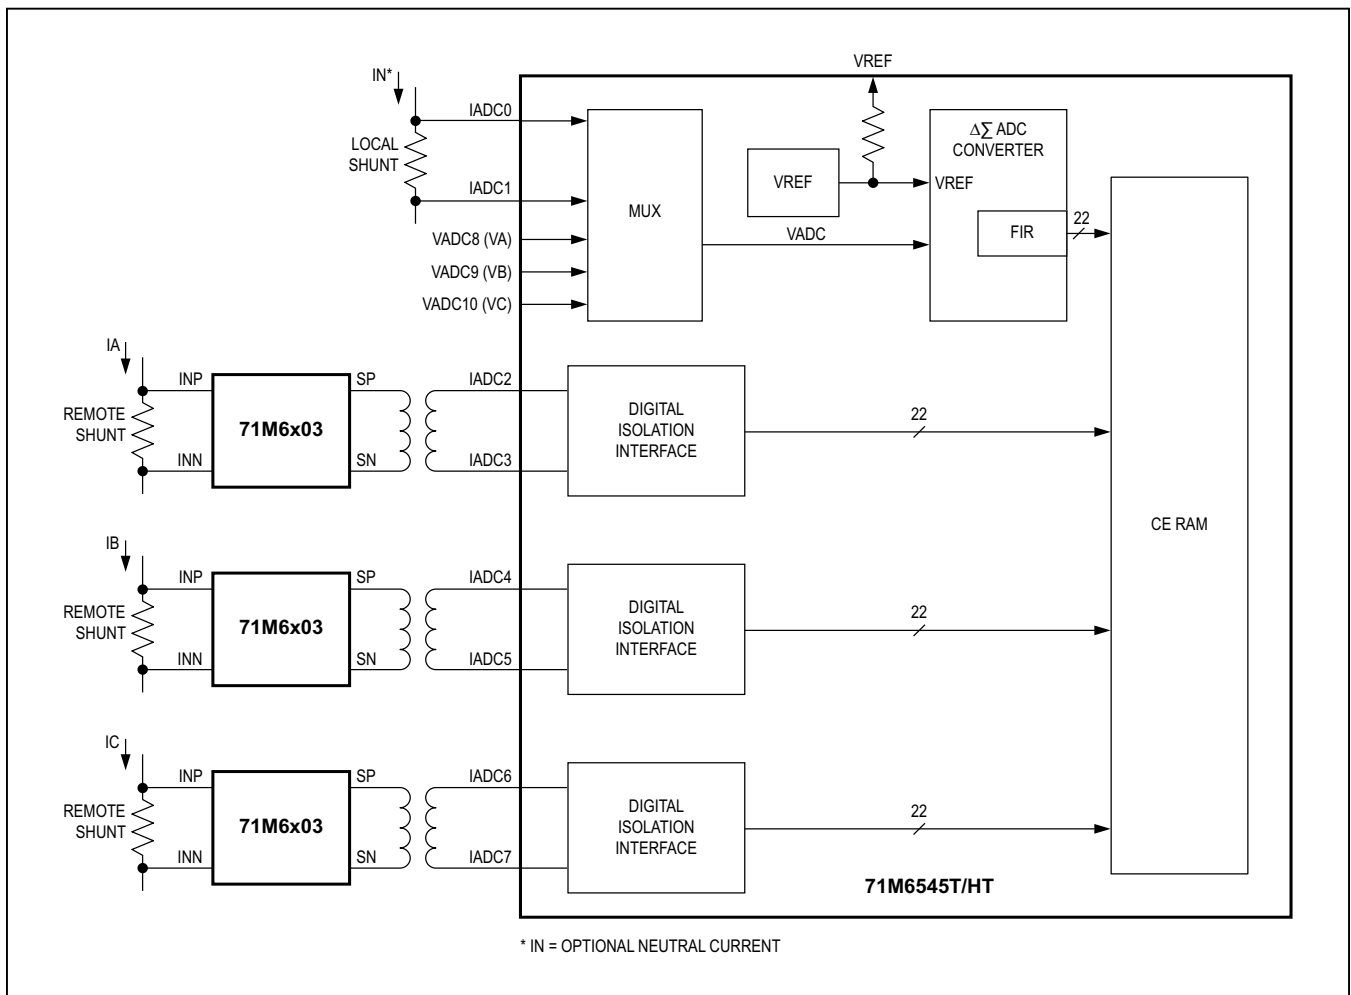 VREF
IN*
IADC0
LOCAL
SHUNT
IADC1
MUX
VREF
ΔΣ ADC
CONVERTER
VREF
FIR
22
VADC8 (VA)
VADC
VADC9 (VB)
VADC10 (VC)
IA
INP
SP
IADC2
REMOTE
SHUNT
71M6x03
DIGITAL
ISOLATION
INTERFACE
22
INN
SN
IADC3
CE RAM
IB
INP
SP
IADC4
REMOTE
SHUNT
71M6x03
DIGITAL
ISOLATION
INTERFACE
22
INN
SN
IADC5
IC
INP
SP
IADC6
REMOTE
SHUNT
71M6x03
DIGITAL
ISOLATION
INTERFACE
22
INN
SN
IADC7
71M6545T/HT
* IN = OPTIONAL NEUTRAL CURRENT